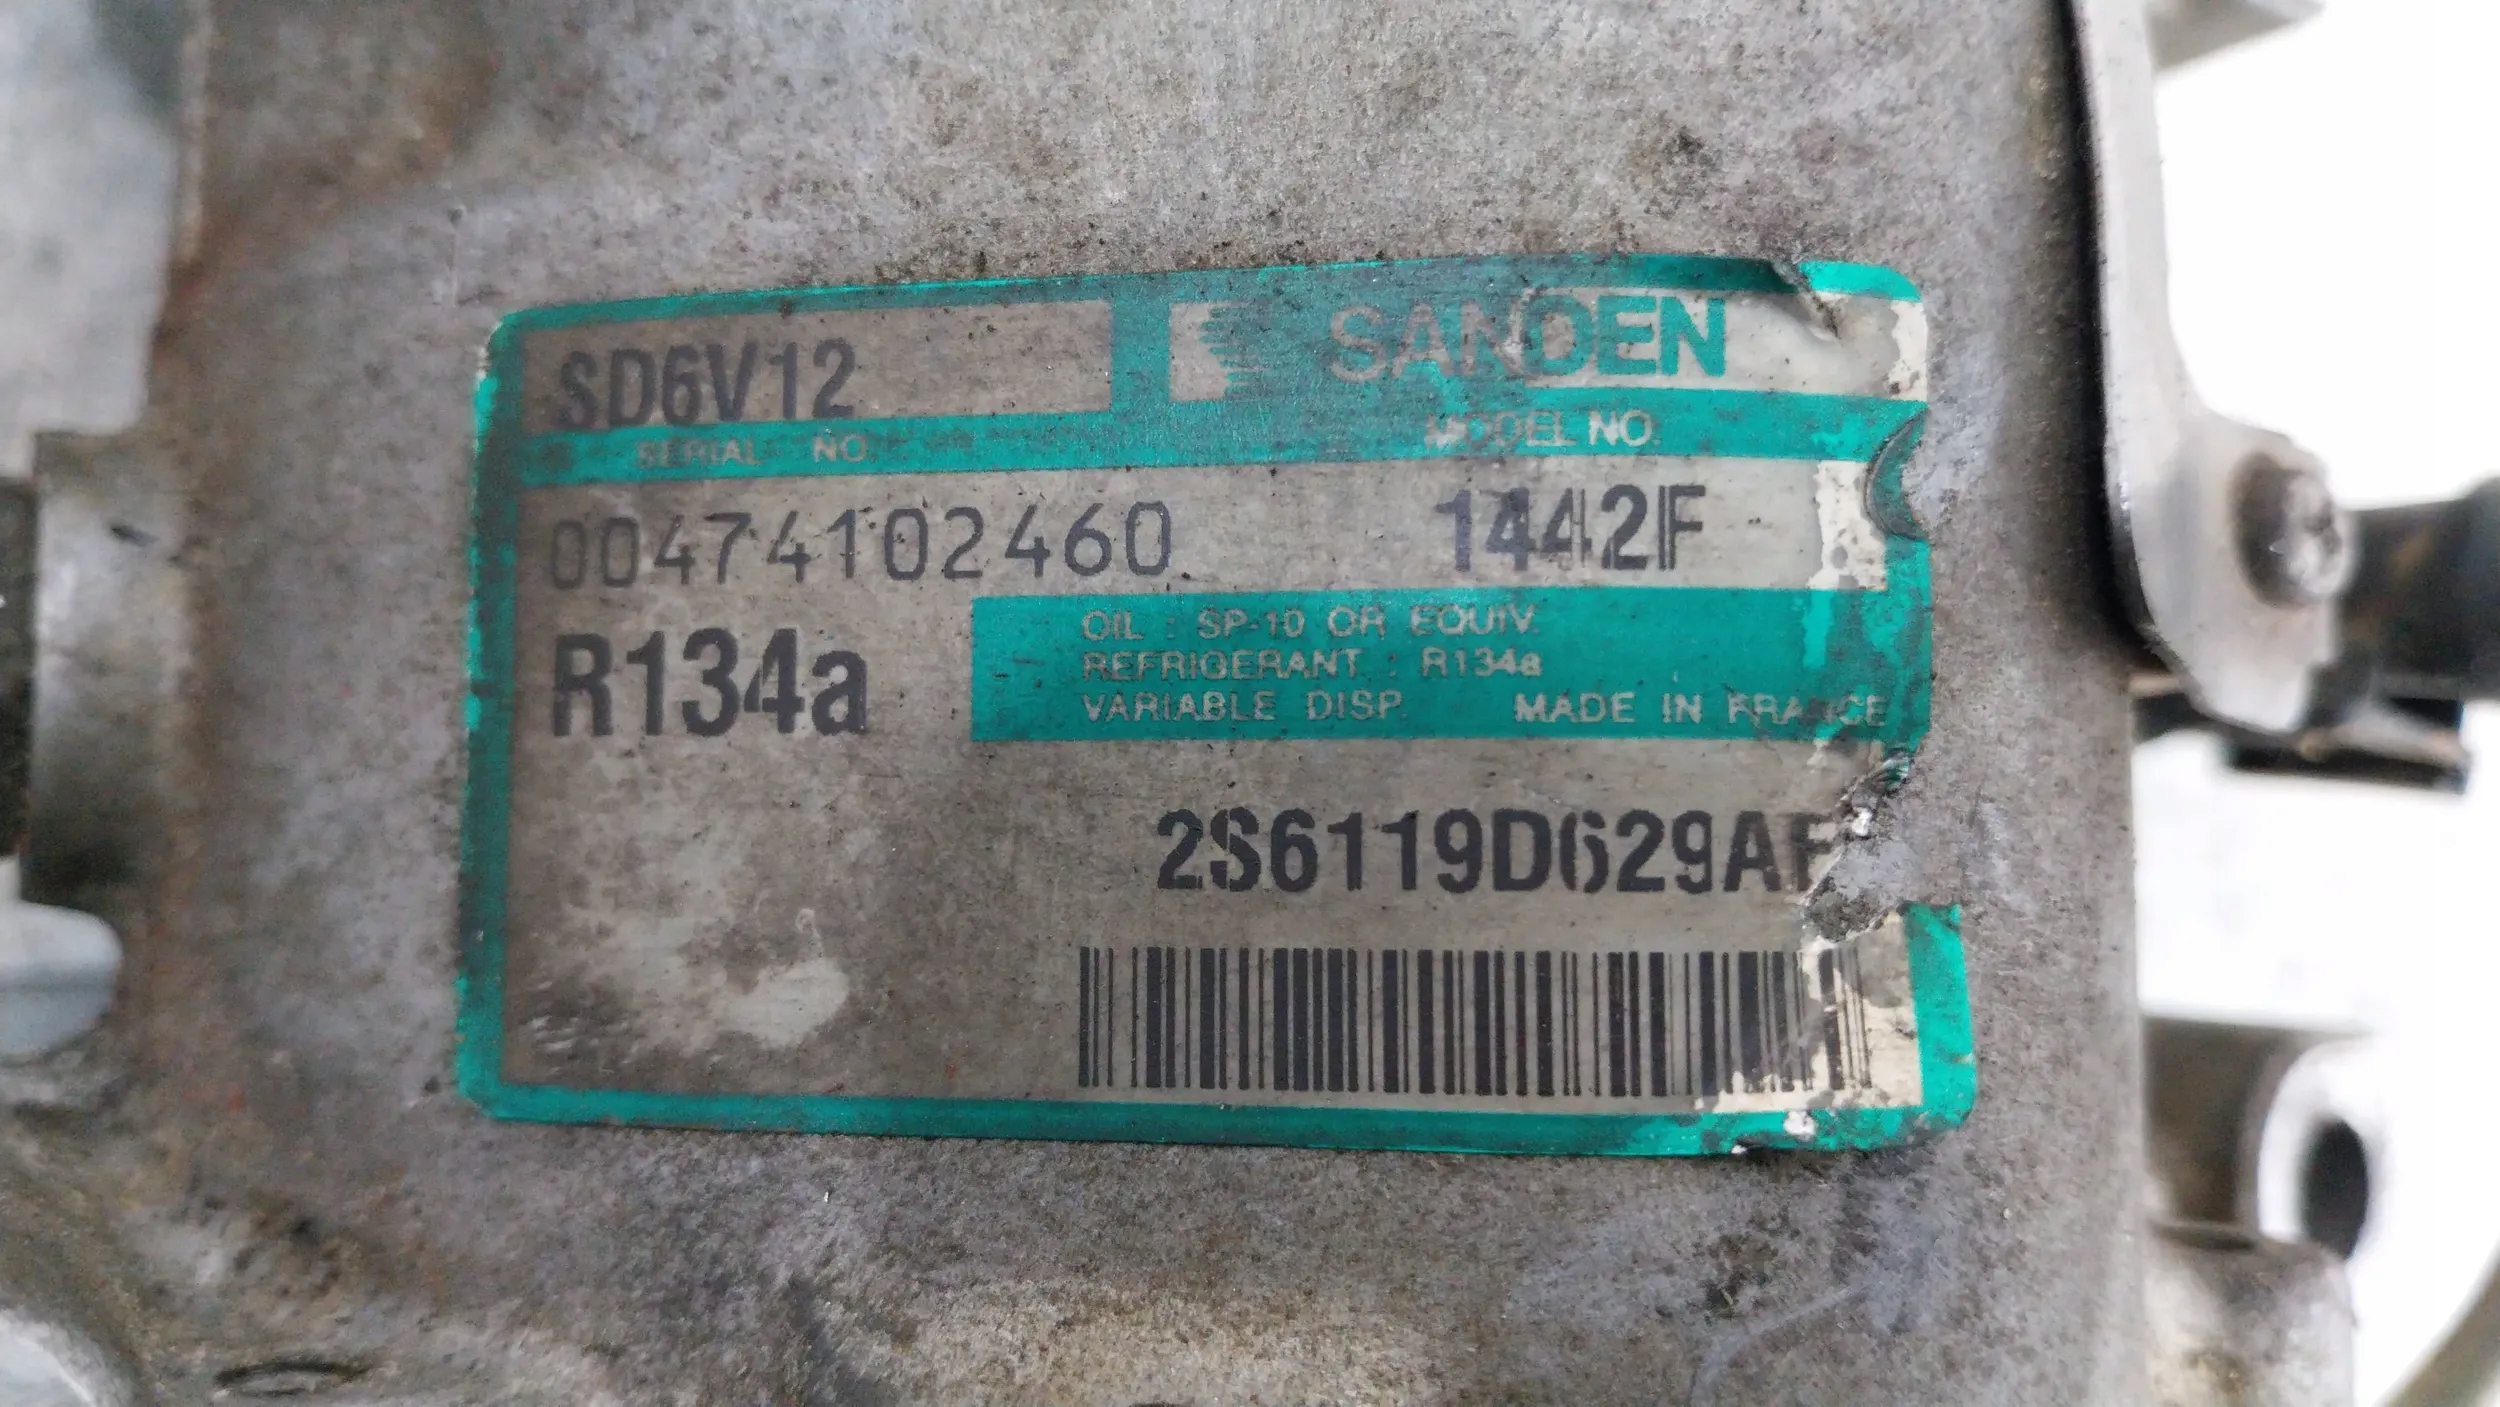 SD6V12
SANDEN
SERIAL NO.
MODEL NO.
00474102460
1442F
R134a
OIL : SP-10 OR EQUIV.
REFRIGERANT : R134a
VARIABLE DISP.
MADE IN FRANCE
2S6119D629AF